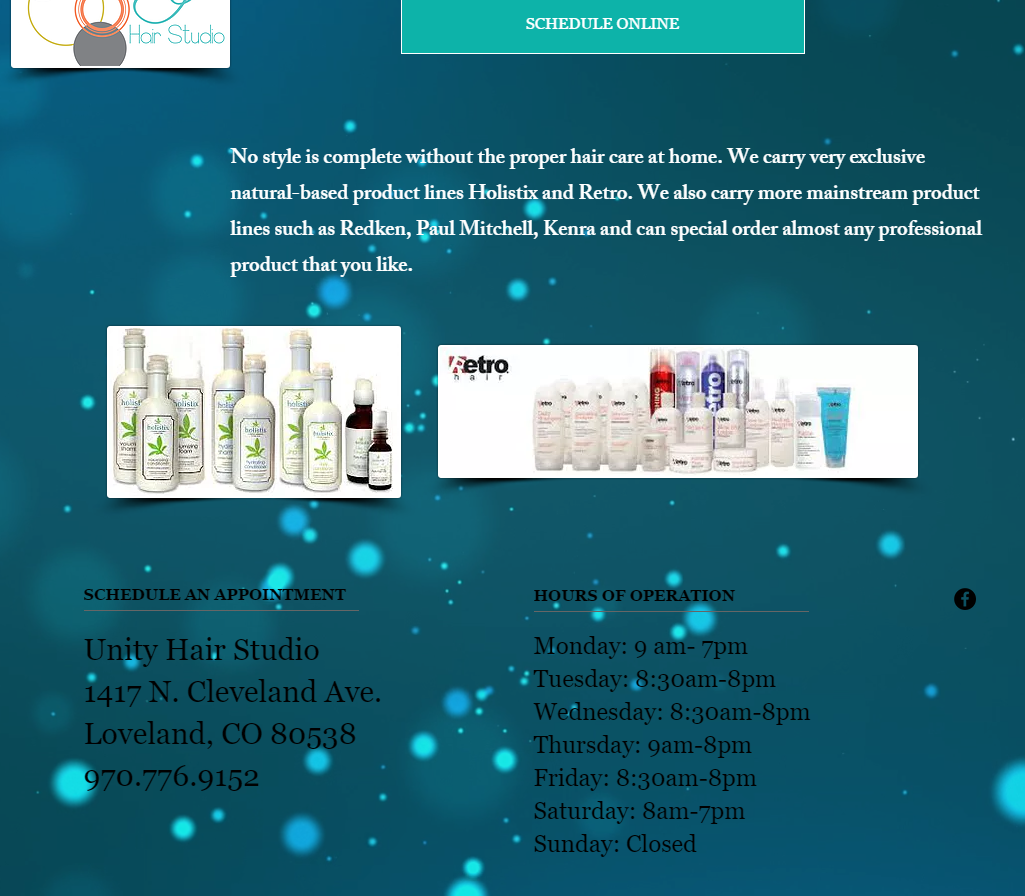 Hair Studio
SCHEDULE ONLINE
No style is complete without the proper hair care at home. We carry very exclusive
natural-based product lines Holistix and Retro. We also carry more mainstream product
lines such as Redken, Paul Mitchell, Kenra and can special order almost any professional
product that you like.
holistix
Retro
hair
SCHEDULE AN APPOINTMENT
Unity Hair Studio
1417 N. Cleveland Ave.
Loveland, CO 80538
970.776.9152
HOURS OF OPERATION
Monday: 9 am- 7pm
Tuesday: 8:30am-8pm
Wednesday: 8:30am-8pm
Thursday: 9am-8pm
Friday: 8:30am-8pm
Saturday: 8am-7pm
Sunday: Closed